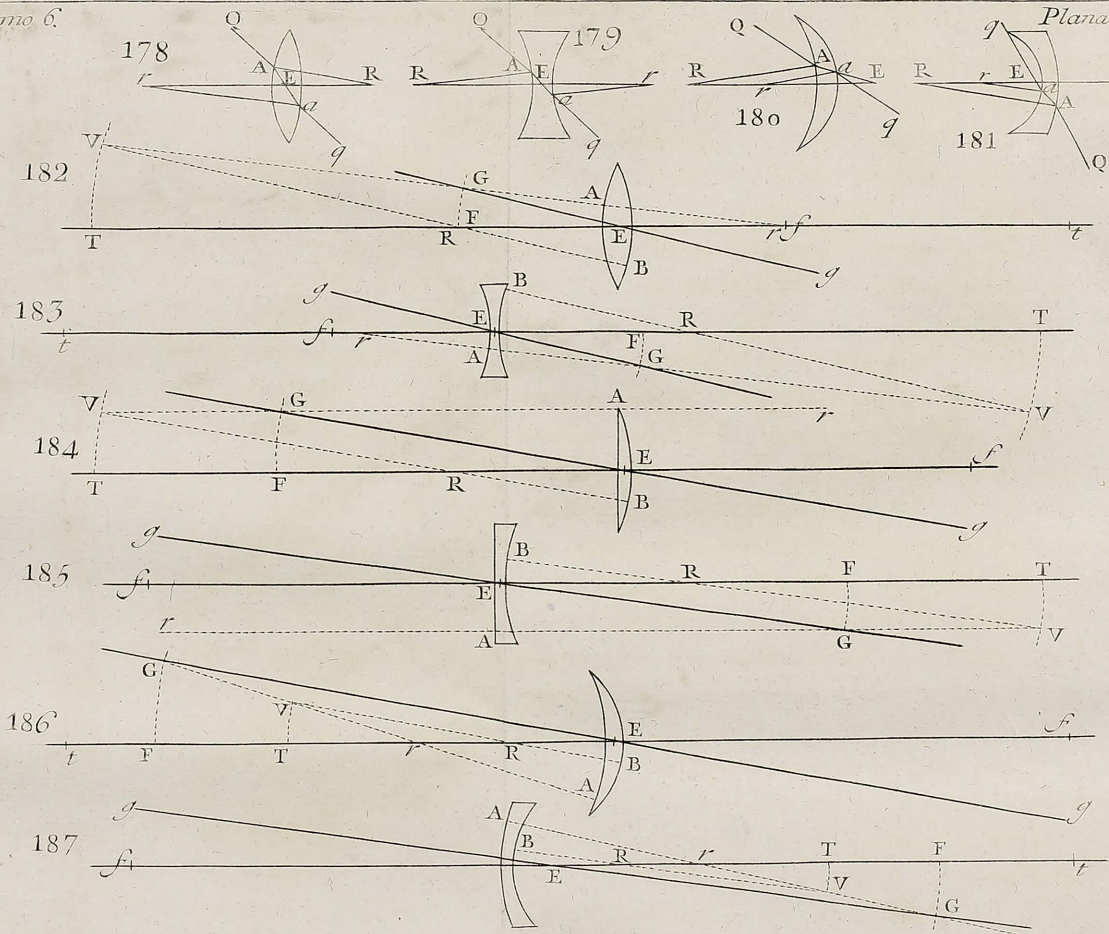 mo 6. Plana
178 Q A E R r a q
179 Q A E R r a q
180 Q A a E R r q
181 q R r E a A Q
182 V G A F r f T R E B t g
183 g B E R T f r F t A G V
184 V G A r E f T F R B g
185 g B R F T f E r A G V
186 G V E f t F T r R B A g
187 g A B R r T F f E V t G